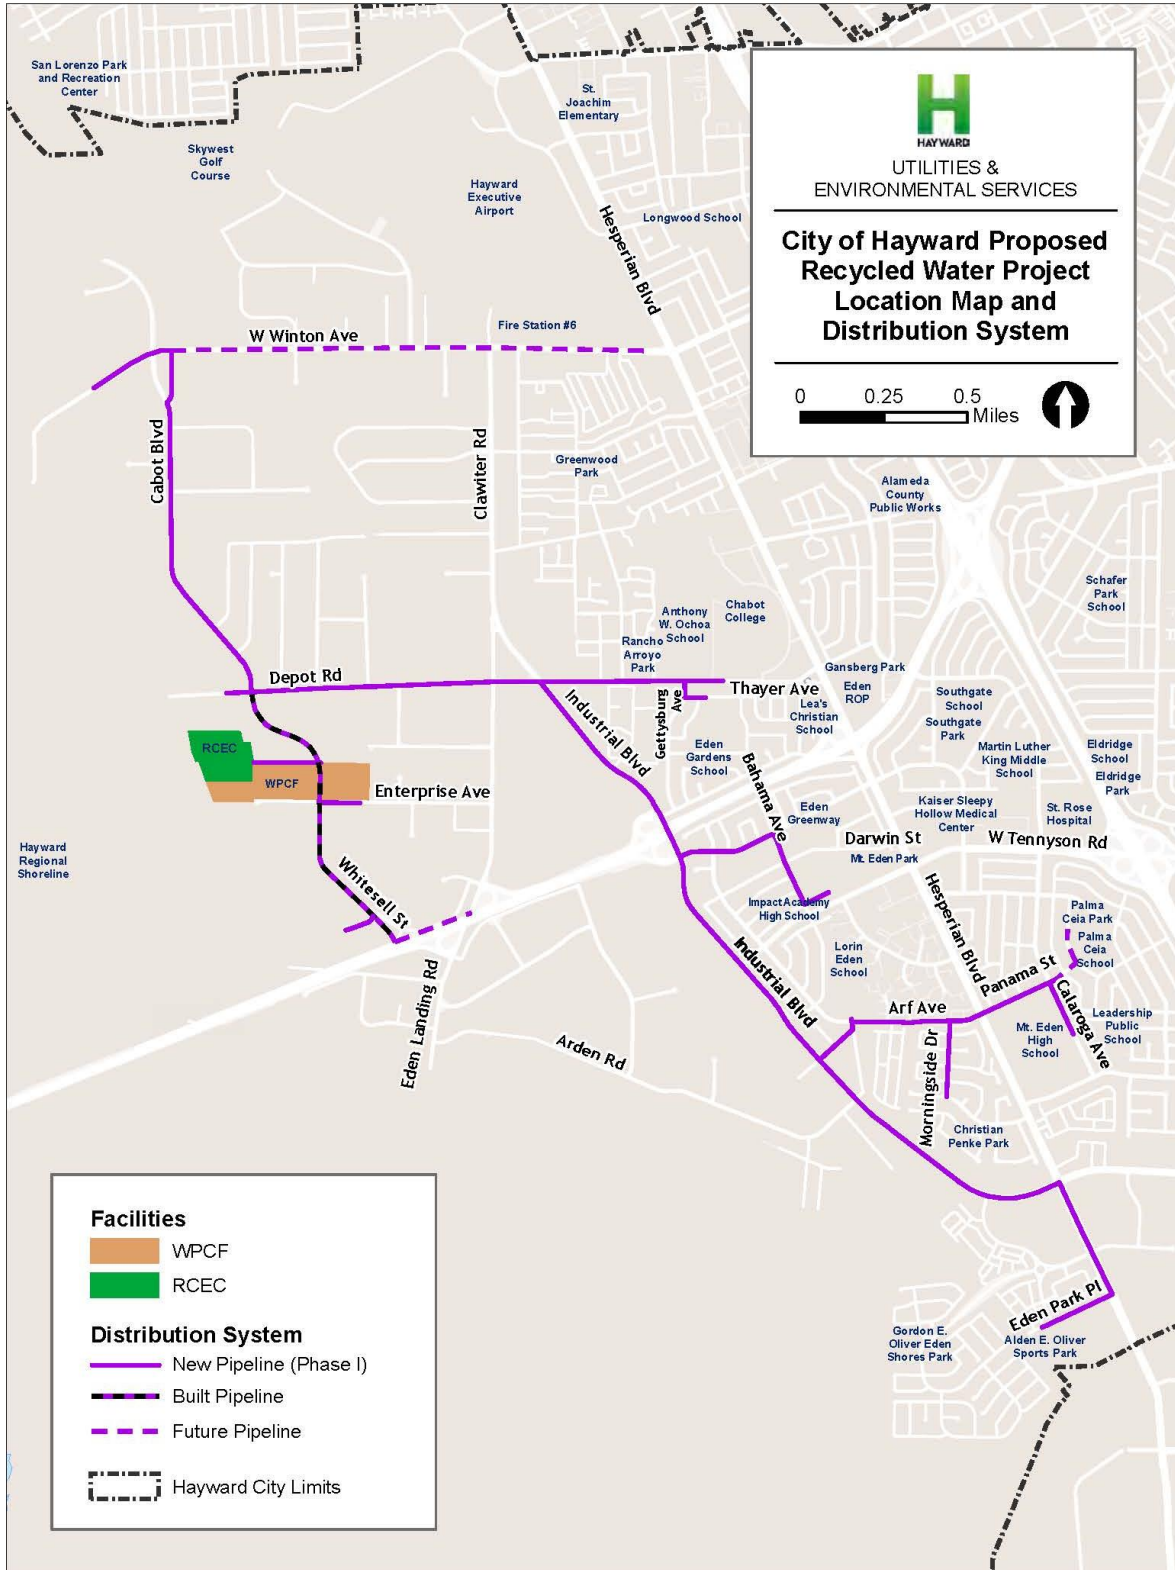 San Lorenzo Park
and Recreation
Center
St.
Joachim
Elementary
Skywest
Golf
Course
Hayward
Executive
Airport
Longwood School
Hesperian Blvd
HAYWARD
UTILITIES &
ENVIRONMENTAL SERVICES
City of Hayward Proposed
Recycled Water Project
Location Map and
Distribution System
0 0.25 0.5
Miles
Fire Station #6
W Winton Ave
Cabot Blvd
Clawiter Rd
Greenwood
Park
Alameda
County
Public Works
Schafer
Park
School
Anthony
W. Ochoa
School
Chabot
College
Rancho
Arroyo
Park
Gansberg Park
Depot Rd
Thayer Ave
Eden
ROP
Gettysburg
Ave
Lea's
Christian
School
Southgate
School
Southgate
Park
Industrial Blvd
Eden
Gardens
School
Bahama Ave
Martin Luther
King Middle
School
Eldridge
School
Eldridge
Park
RCEC
WPCF
Enterprise Ave
Eden
Greenway
Kaiser Sleepy
Hollow Medical
Center
St. Rose
Hospital
Darwin St
W Tennyson Rd
Mt. Eden Park
Hayward
Regional
Shoreline
Whitesell St
Impact Academy
High School
Hesperian Blvd
Palma
Ceia Park
Palma
Ceia
School
Lorin
Eden
School
Industrial Blvd
Panama St
Eden Landing Rd
Arf Ave
Calaroga Ave
Leadership
Public
School
Mt. Eden
High
School
Arden Rd
Morningside Dr
Christian
Penke Park
Eden Park Pl
Gordon E.
Oliver Eden
Shores Park
Alden E. Oliver
Sports Park
Facilities
WPCF
RCEC
Distribution System
New Pipeline (Phase I)
Built Pipeline
Future Pipeline
Hayward City Limits